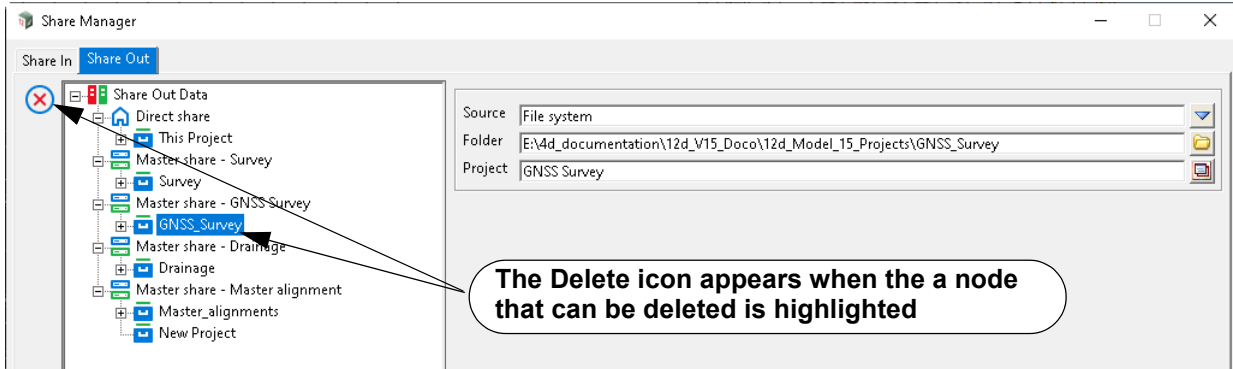 Share Manager
Share In
Share Out
Share Out Data
Direct share
This Project
Master share - Survey
Survey
Master share - GNSS Survey
GNSS_Survey
Master share - Drainage
Drainage
Master share - Master alignment
Master_alignments
New Project
Source
File system
Folder
E:\4d_documentation\12d_V15_Doco\12d_Model_15_Projects\GNSS_Survey
Project
GNSS Survey
The Delete icon appears when the a node
that can be deleted is highlighted